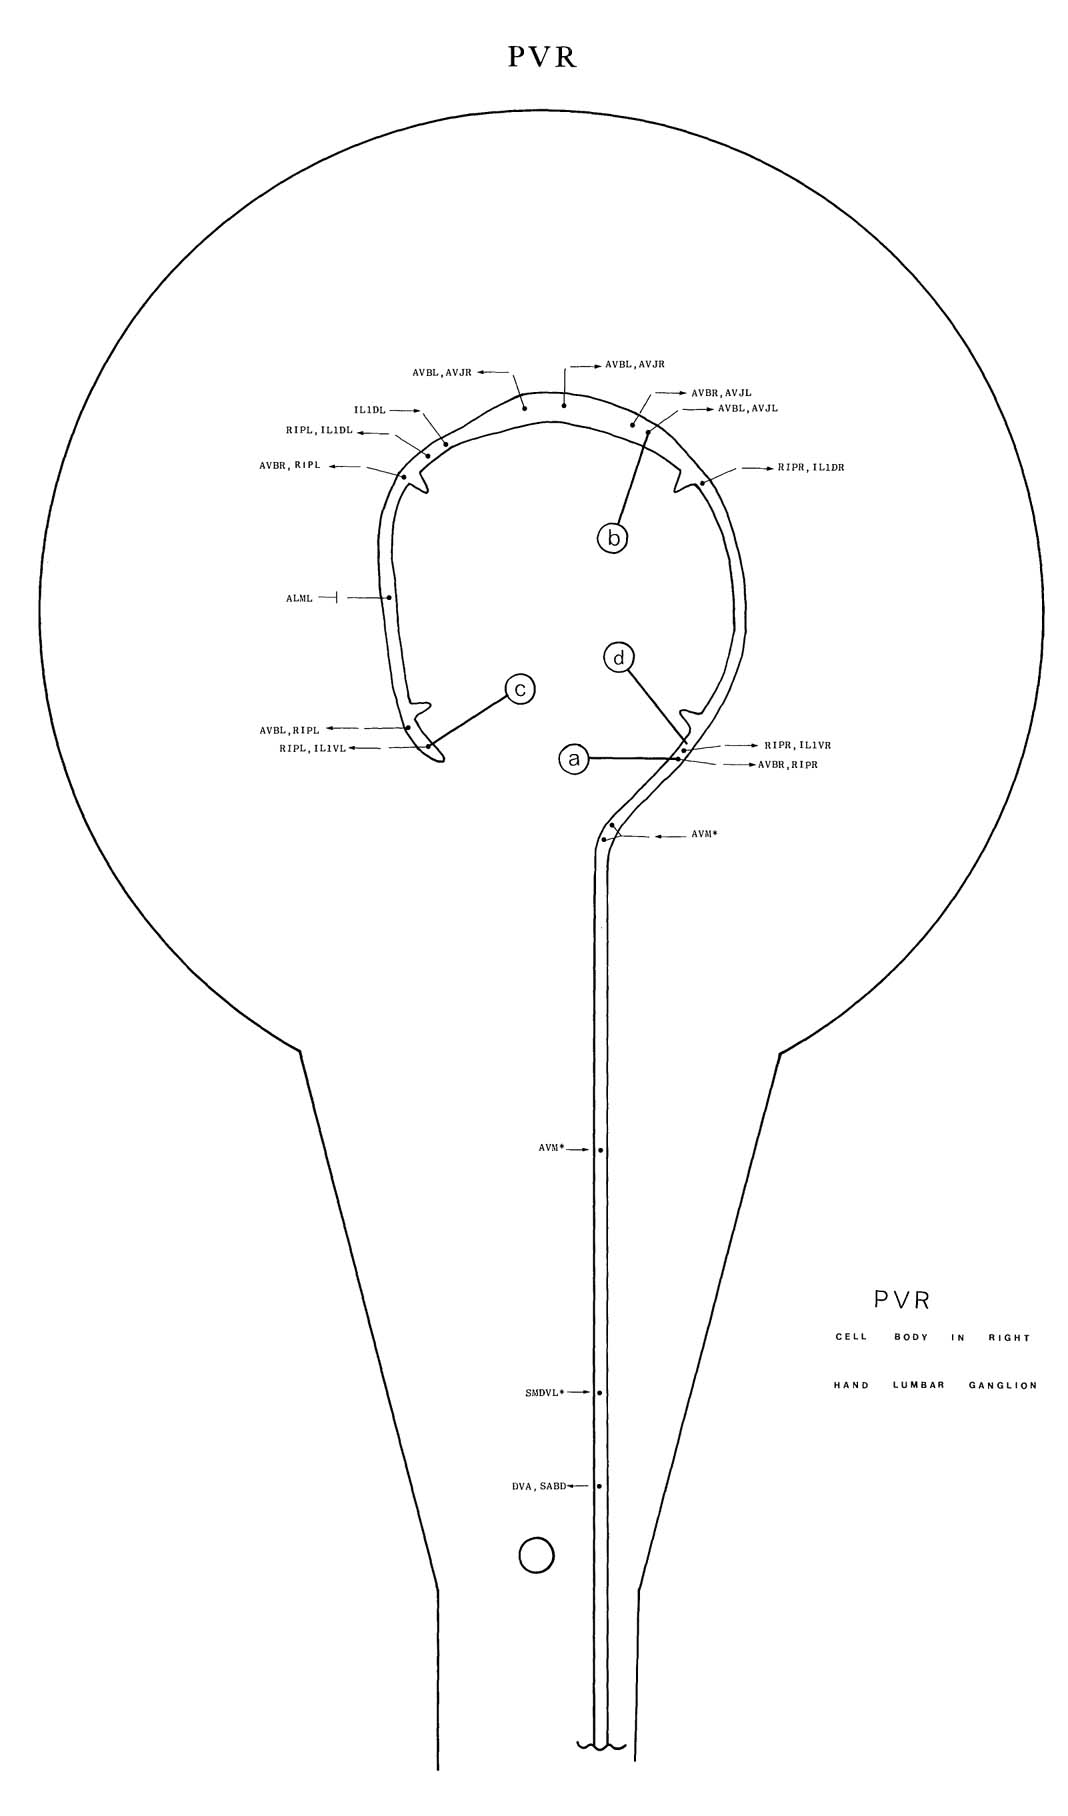 PVR
AVBL,AVJR
AVBL,AVJR
AVBR,AVJL
IL1DL
AVBL,AVJL
RIPL,IL1DL
AVBR,RIPL
RIPR,IL1DR
b
ALML
d
c
AVBL,RIPL
RIPL,IL1VL
RIPR,IL1VR
a
AVBR,RIPR
AVM*
AVM*
PVR
CELL BODY IN RIGHT
HAND LUMBAR GANGLION
SMDVL*
DVA,SABD